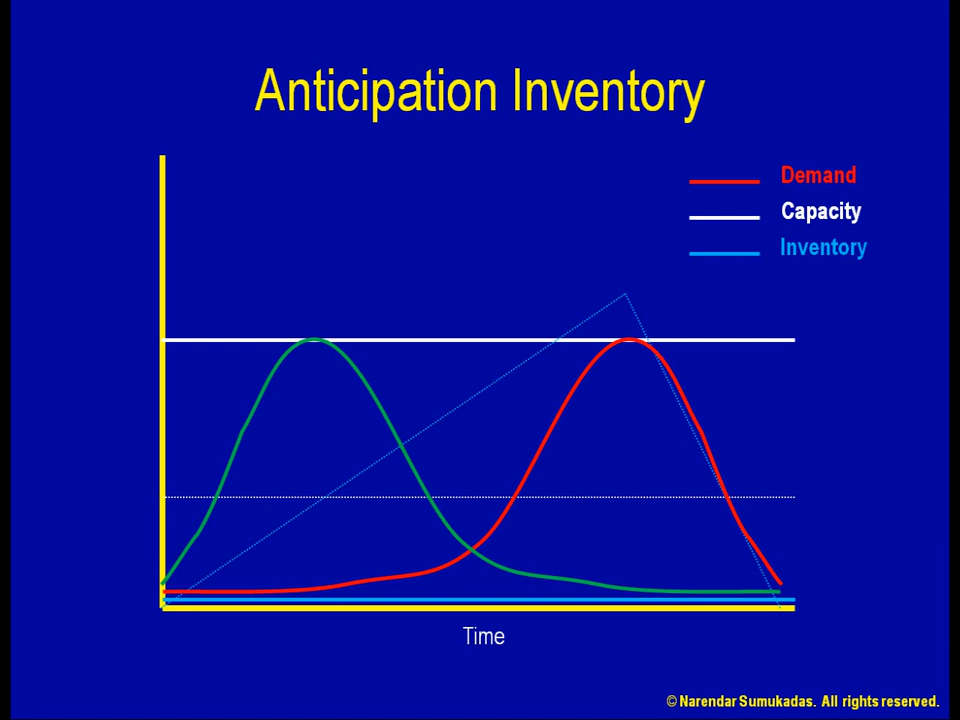 Anticipation Inventory
Demand
Capacity
Inventory
Time
© Narendar Sumukadas. All rights reserved.